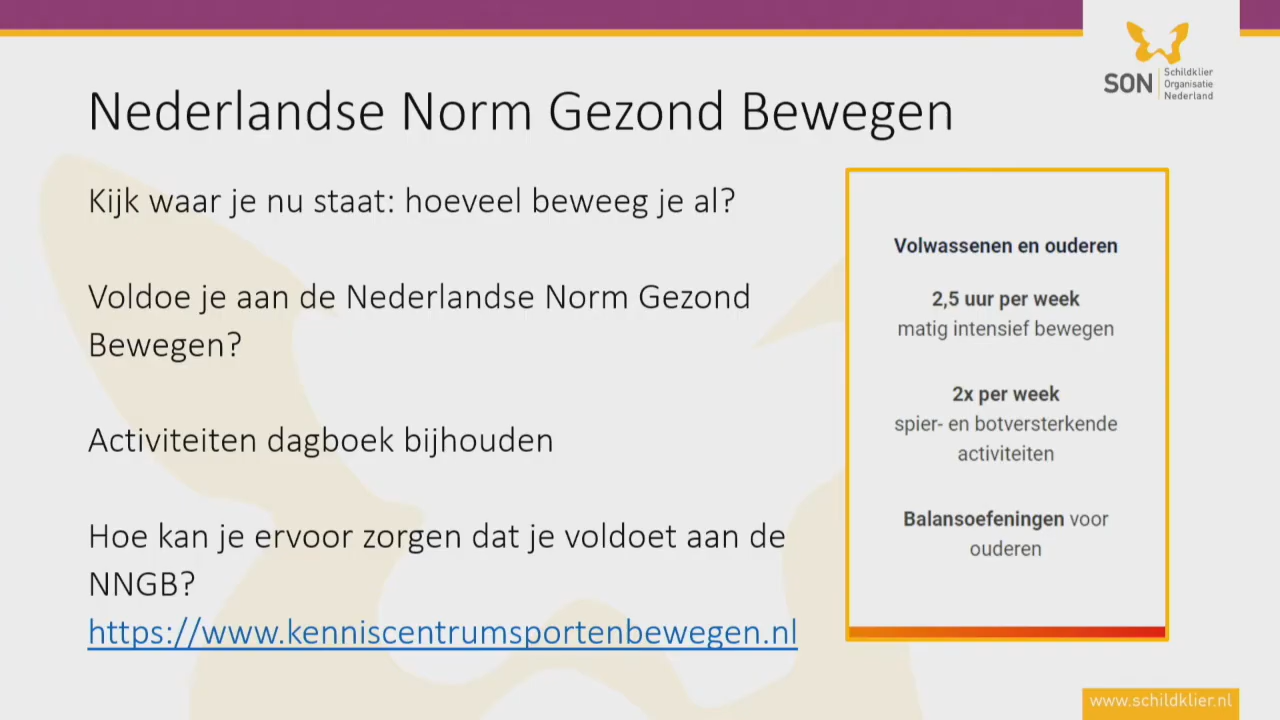 SON
Schildklier
Organisatie
Nederland
Nederlandse Norm Gezond Bewegen
Kijk waar je nu staat: hoeveel beweeg je al?
Voldoe je aan de Nederlandse Norm Gezond
Bewegen?
Activiteiten dagboek bijhouden
Hoe kan je ervoor zorgen dat je voldoet aan de
NNGB?
https://www.kenniscentrumsportenbewegen.nl
Volwassenen en ouderen
2,5 uur per week
matig intensief bewegen
2x per week
spier- en botversterkende
activiteiten
Balansoefeningen voor
ouderen
www.schildklier.nl